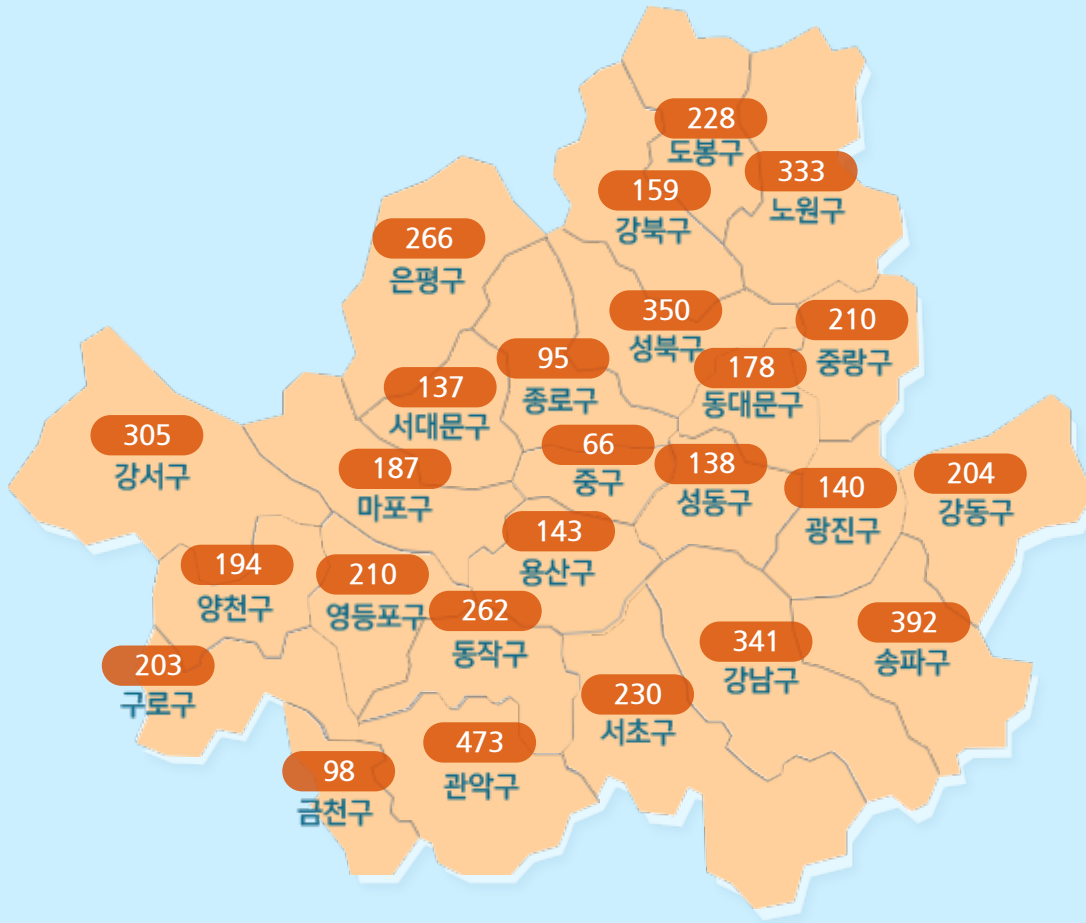 228
도봉구
333
노원구
159
강북구
266
은평구
350
성북구
210
중랑구
95
종로구
178
동대문구
137
서대문구
305
강서구
66
중구
138
성동구
187
마포구
204
강동구
140
광진구
143
용산구
194
양천구
210
영등포구
262
동작구
392
송파구
341
강남구
203
구로구
230
서초구
473
관악구
98
금천구